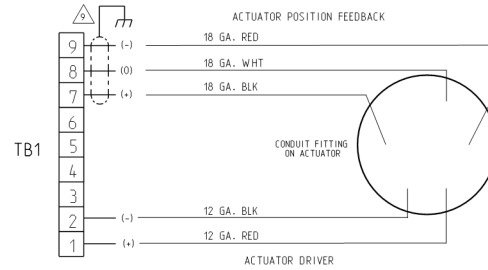 9
ACTUATOR POSITION FEEDBACK
9 (-) 18 GA. RED
8 (0) 18 GA. WHT
7 (+) 18 GA. BLK
6
TB1
5
CONDUIT FITTING
ON ACTUATOR
4
3
2 (-) 12 GA. BLK
1 (+) 12 GA. RED
ACTUATOR DRIVER